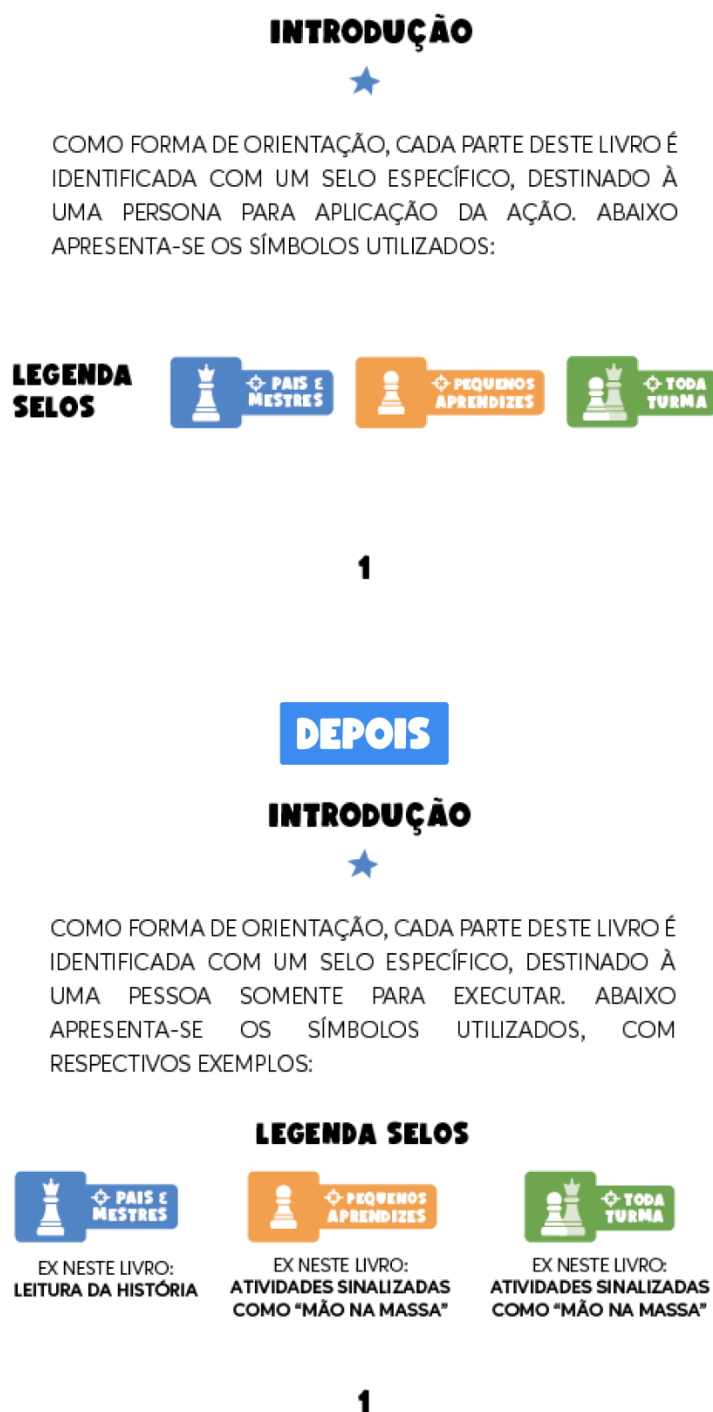 INTRODUÇÃO
COMO FORMA DE ORIENTAÇÃO, CADA PARTE DESTE LIVRO É
IDENTIFICADA COM UM SELO ESPECÍFICO, DESTINADO À
UMA PERSONA PARA APLICAÇÃO DA AÇÃO. ABAIXO
APRESENTA-SE OS SÍMBOLOS UTILIZADOS:
LEGENDA
SELOS
PAIS E
MESTRES
PEQUENOS
APRENDIZES
TODA
TURMA
1
DEPOIS
INTRODUÇÃO
COMO FORMA DE ORIENTAÇÃO, CADA PARTE DESTE LIVRO É
IDENTIFICADA COM UM SELO ESPECÍFICO, DESTINADO À
UMA PESSOA SOMENTE PARA EXECUTAR. ABAIXO
APRESENTA-SE OS SÍMBOLOS UTILIZADOS, COM
RESPECTIVOS EXEMPLOS:
LEGENDA SELOS
PAIS E
MESTRES
EX NESTE LIVRO:
LEITURA DA HISTÓRIA
PEQUENOS
APRENDIZES
EX NESTE LIVRO:
ATIVIDADES SINALIZADAS
COMO “MÃO NA MASSA”
TODA
TURMA
EX NESTE LIVRO:
ATIVIDADES SINALIZADAS
COMO “MÃO NA MASSA”
1